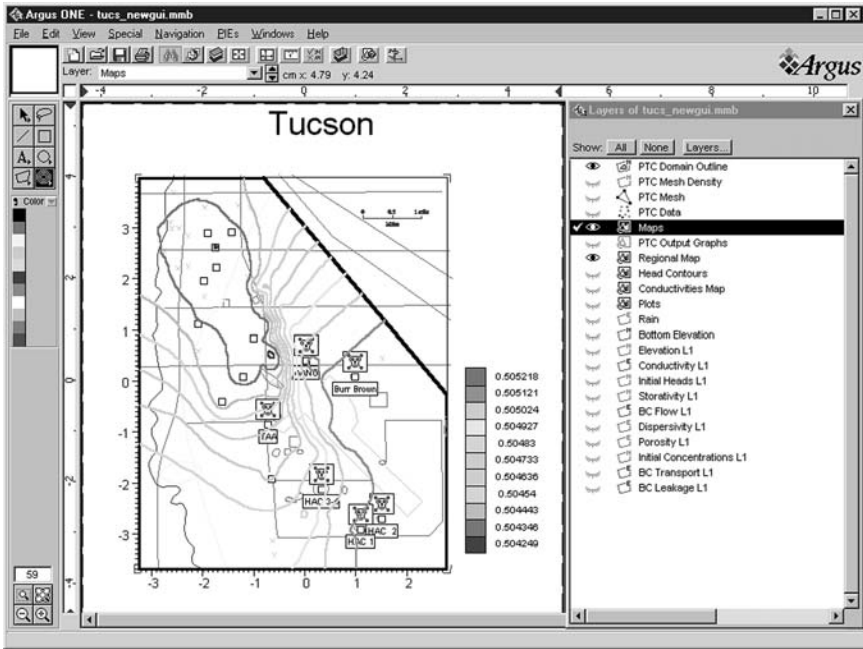 Argus ONE - tucs_newgui.mmb
File Edit View Special Navigation PIEs Windows Help
Layer: Maps cm x: 4.79 y: 4.24
Argus
-4 -2 0 2 4 6 8 10
Layers of tucs_newgui.mmb
Show: All None Layers...
PTC Domain Outline
PTC Mesh Density
PTC Mesh
PTC Data
Maps
PTC Output Graphs
Regional Map
Head Contours
Conductivities Map
Plots
Rain
Bottom Elevation
Elevation L1
Conductivity L1
Initial Heads L1
Storativity L1
BC Flow L1
Dispersivity L1
Porosity L1
Initial Concentrations L1
BC Transport L1
BC Leakage L1
Color
59
Tucson
3
2
1
0
-1
-2
-3
-3 -2 -1 0 1 2
Burr Brown
TAA
HAC 2
HAC 1
0.505218
0.505121
0.505024
0.504927
0.50483
0.504733
0.504636
0.50454
0.504443
0.504346
0.504249